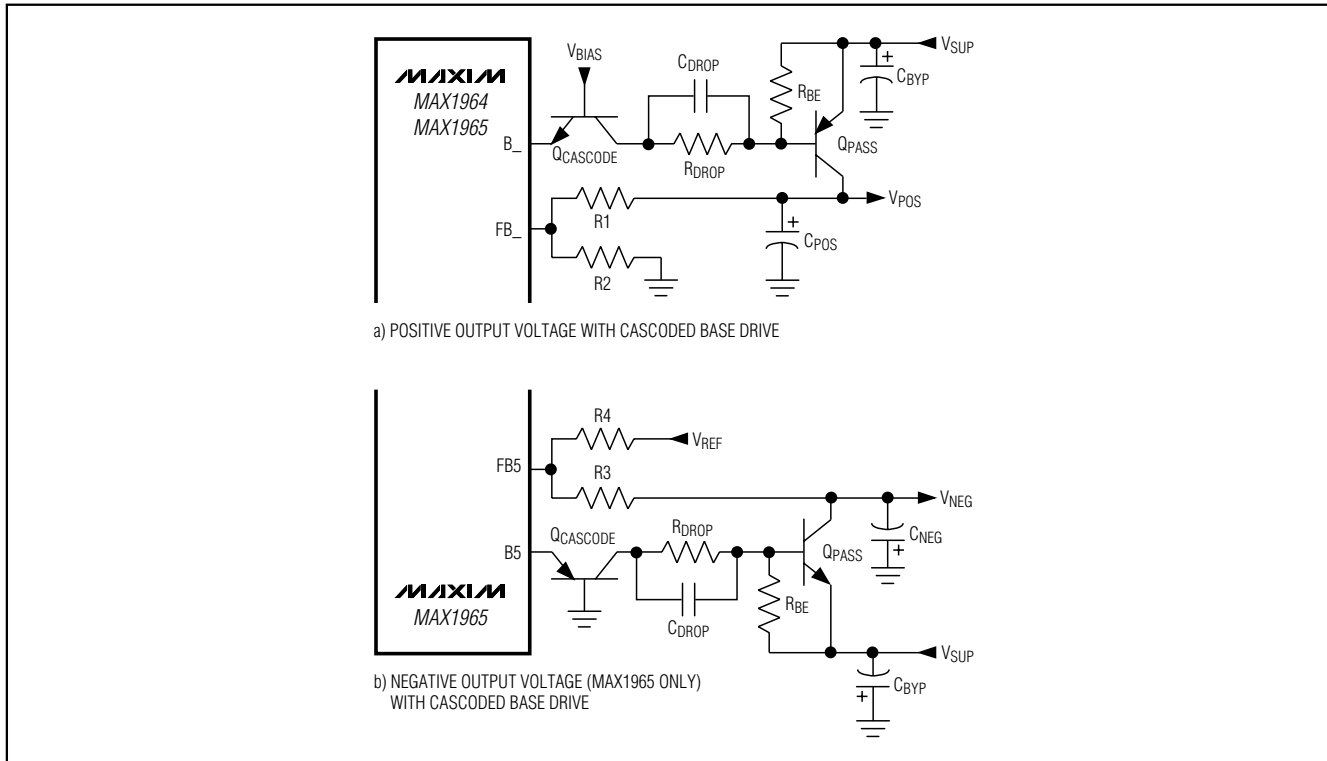 MAXIM
MAX1964
MAX1965
B_
FB_
VBIAS
QCASCODE
CDROP
RDROP
RBE
QPASS
VSUP
+
CBYP
VPOS
R1
R2
+
CPOS
a) POSITIVE OUTPUT VOLTAGE WITH CASCODED BASE DRIVE
FB5
B5
MAXIM
MAX1965
R4
VREF
R3
VNEG
CNEG
+
QCASCODE
RDROP
CDROP
QPASS
RBE
VSUP
CBYP
+
b) NEGATIVE OUTPUT VOLTAGE (MAX1965 ONLY)
WITH CASCODED BASE DRIVE